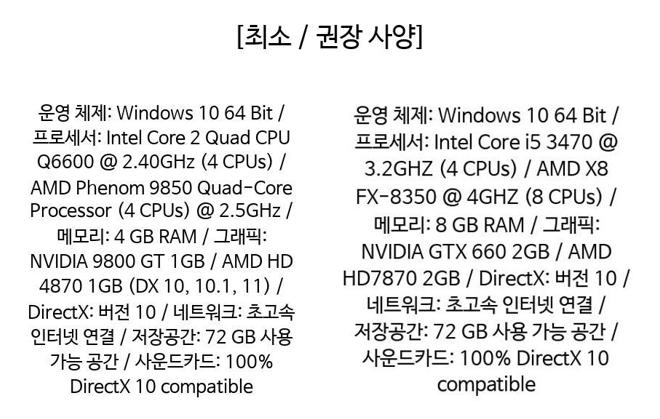 [최소 / 권장 사양]
운영 체제: Windows 10 64 Bit /
프로세서: Intel Core 2 Quad CPU
Q6600 @ 2.40GHz (4 CPUs) /
AMD Phenom 9850 Quad-Core
Processor (4 CPUs) @ 2.5GHz /
메모리: 4 GB RAM / 그래픽:
NVIDIA 9800 GT 1GB / AMD HD
4870 1GB (DX 10, 10.1, 11) /
DirectX: 버전 10 / 네트워크: 초고속
인터넷 연결 / 저장공간: 72 GB 사용
가능 공간 / 사운드카드: 100%
DirectX 10 compatible
운영 체제: Windows 10 64 Bit /
프로세서: Intel Core i5 3470 @
3.2GHZ (4 CPUs) / AMD X8
FX-8350 @ 4GHZ (8 CPUs) /
메모리: 8 GB RAM / 그래픽:
NVIDIA GTX 660 2GB / AMD
HD7870 2GB / DirectX: 버전 10 /
네트워크: 초고속 인터넷 연결 /
저장공간: 72 GB 사용 가능 공간 /
사운드카드: 100% DirectX 10
compatible